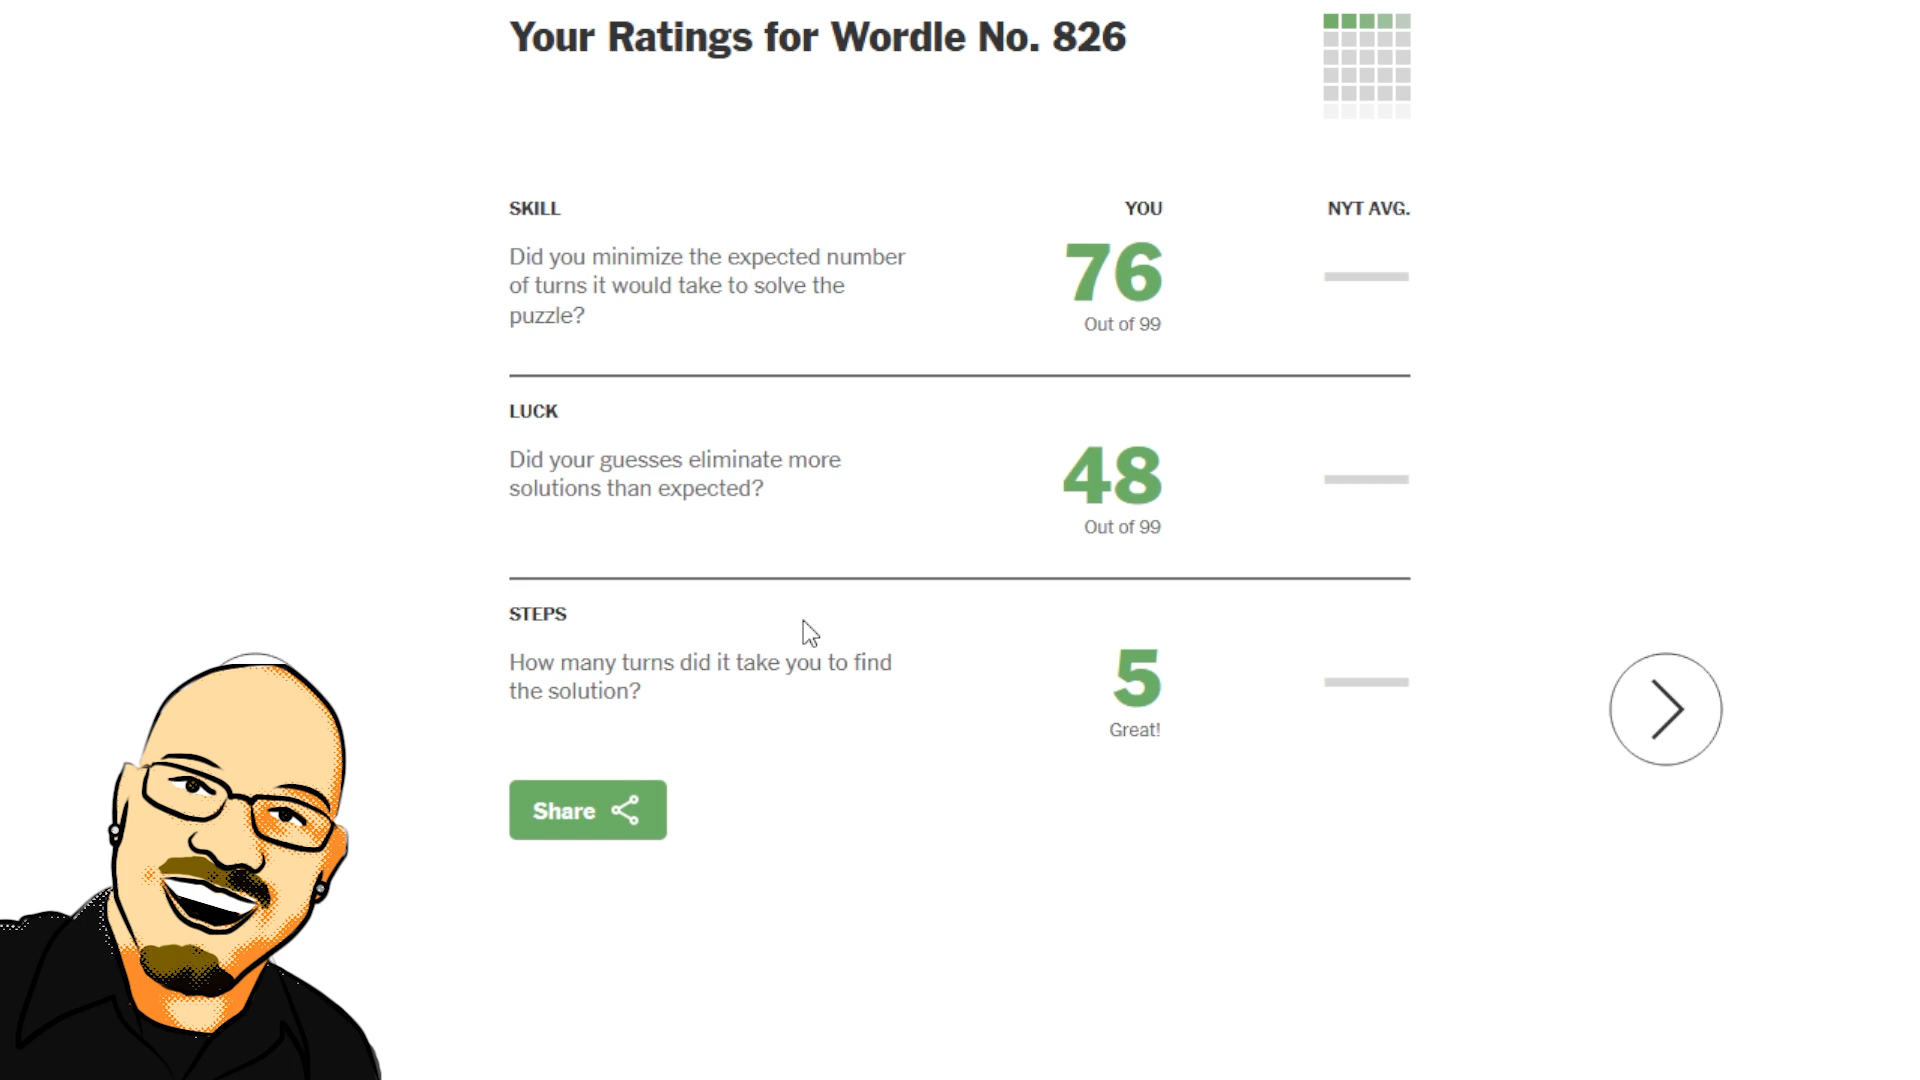 Your Ratings for Wordle No. 826
SKILL
YOU
NYT AVG.
Did you minimize the expected number
of turns it would take to solve the
puzzle?
76
Out of 99
LUCK
Did your guesses eliminate more
solutions than expected?
48
Out of 99
STEPS
How many turns did it take you to find
the solution?
5
Great!
Share